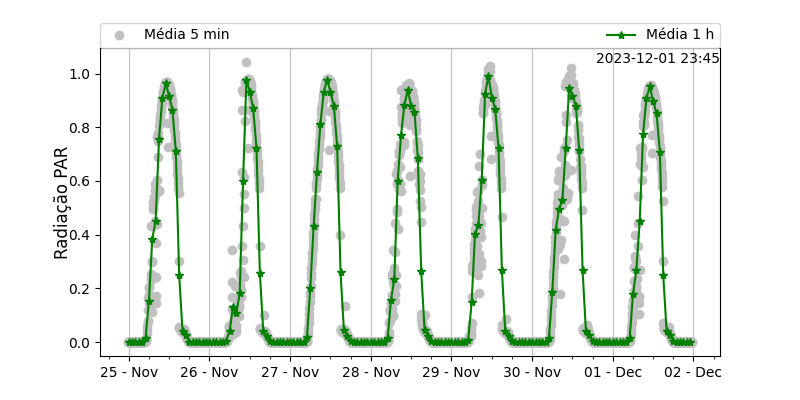 Média 5 min
Média 1 h
2023-12-01 23:45
Radiação PAR
1.0
0.8
0.6
0.4
0.2
0.0
25 - Nov
26 - Nov
27 - Nov
28 - Nov
29 - Nov
30 - Nov
01 - Dec
02 - Dec